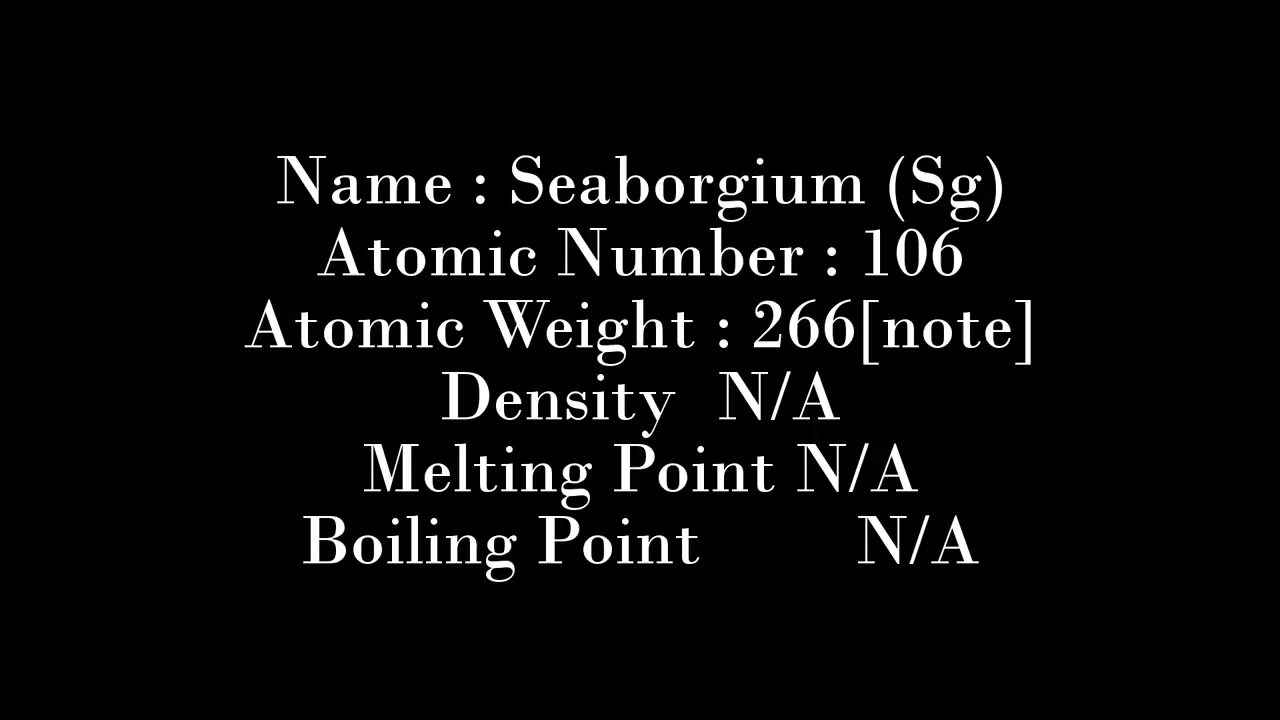 Name : Seaborgium (Sg)
Atomic Number : 106
Atomic Weight : 266[note]
Density  N/A
Melting Point N/A
Boiling Point N/A